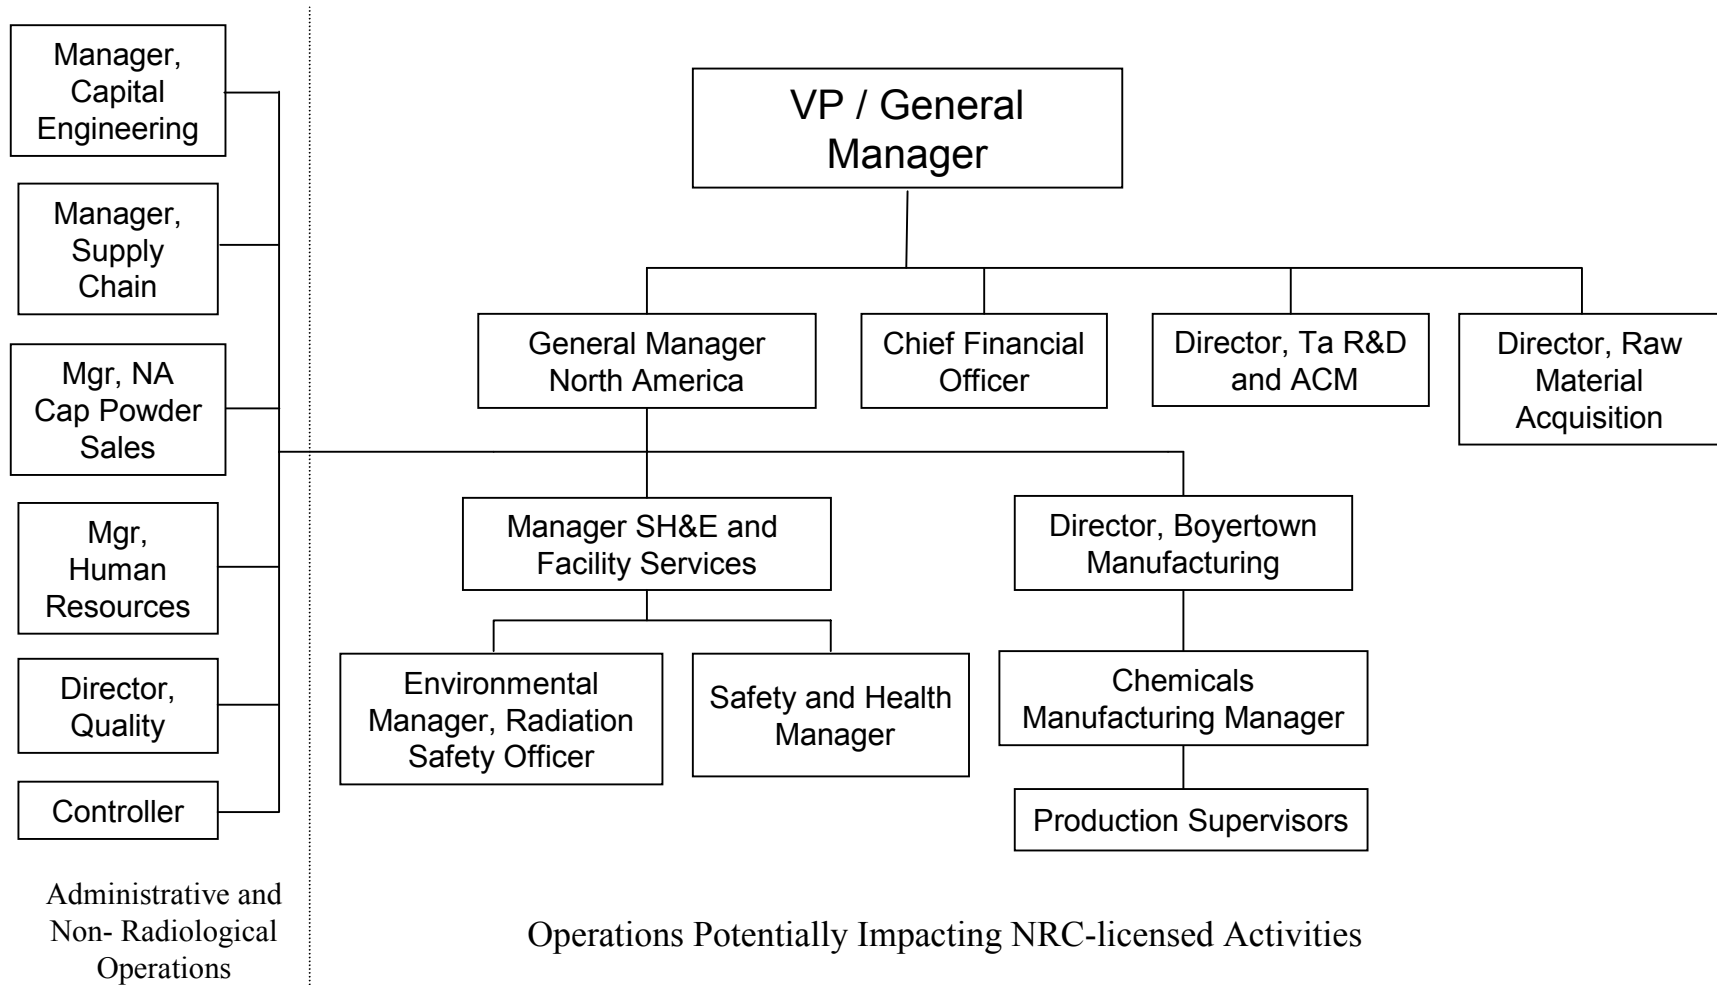 Manager,
Capital
Engineering
Manager,
Supply
Chain
Mgr, NA
Cap Powder
Sales
Mgr,
Human
Resources
Director,
Quality
Controller
Administrative and
Non- Radiological
Operations
VP / General
Manager
General Manager
North America
Chief Financial
Officer
Director, Ta R&D
and ACM
Director, Raw
Material
Acquisition
Manager SH&E and
Facility Services
Director, Boyertown
Manufacturing
Environmental
Manager, Radiation
Safety Officer
Safety and Health
Manager
Chemicals
Manufacturing Manager
Production Supervisors
Operations Potentially Impacting NRC-licensed Activities